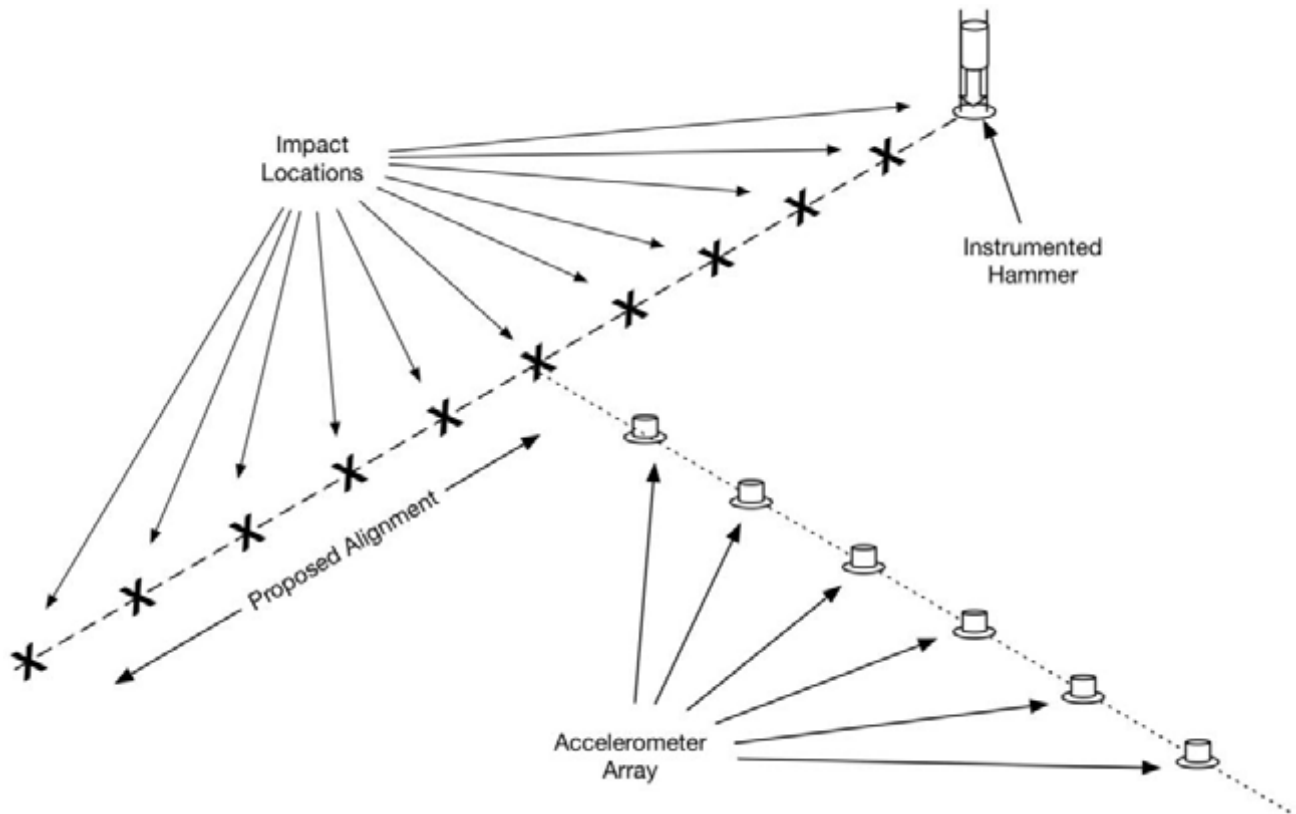 Impact
Locations
Instrumented
Hammer
Proposed Alignment
Accelerometer
Array